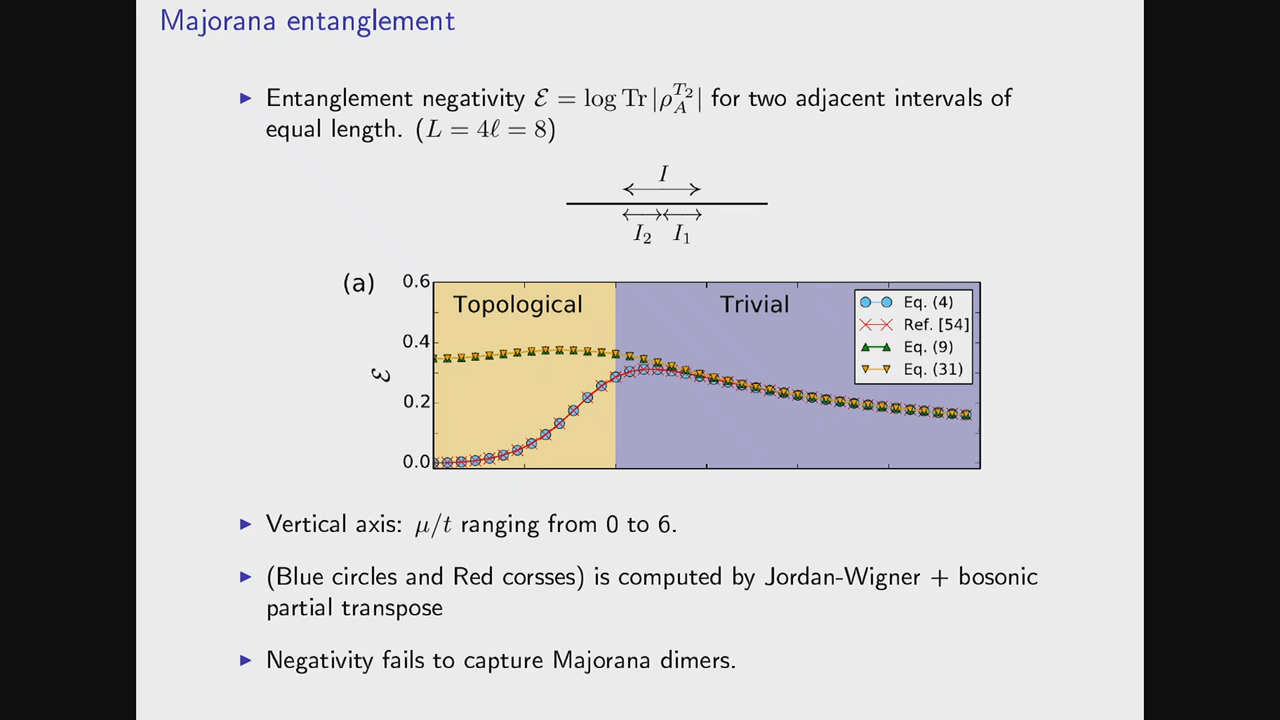 Majorana entanglement
▶ Entanglement negativity ℰ = log Tr |ρ_A^{T_2}| for two adjacent intervals of
equal length. (L = 4ℓ = 8)
I
I₂ I₁
(a)
0.6
0.4
0.2
0.0
ℰ
Topological
Trivial
Eq. (4)
Ref. [54]
Eq. (9)
Eq. (31)
▶ Vertical axis: μ/t ranging from 0 to 6.
▶ (Blue circles and Red corsses) is computed by Jordan-Wigner + bosonic
partial transpose
▶ Negativity fails to capture Majorana dimers.